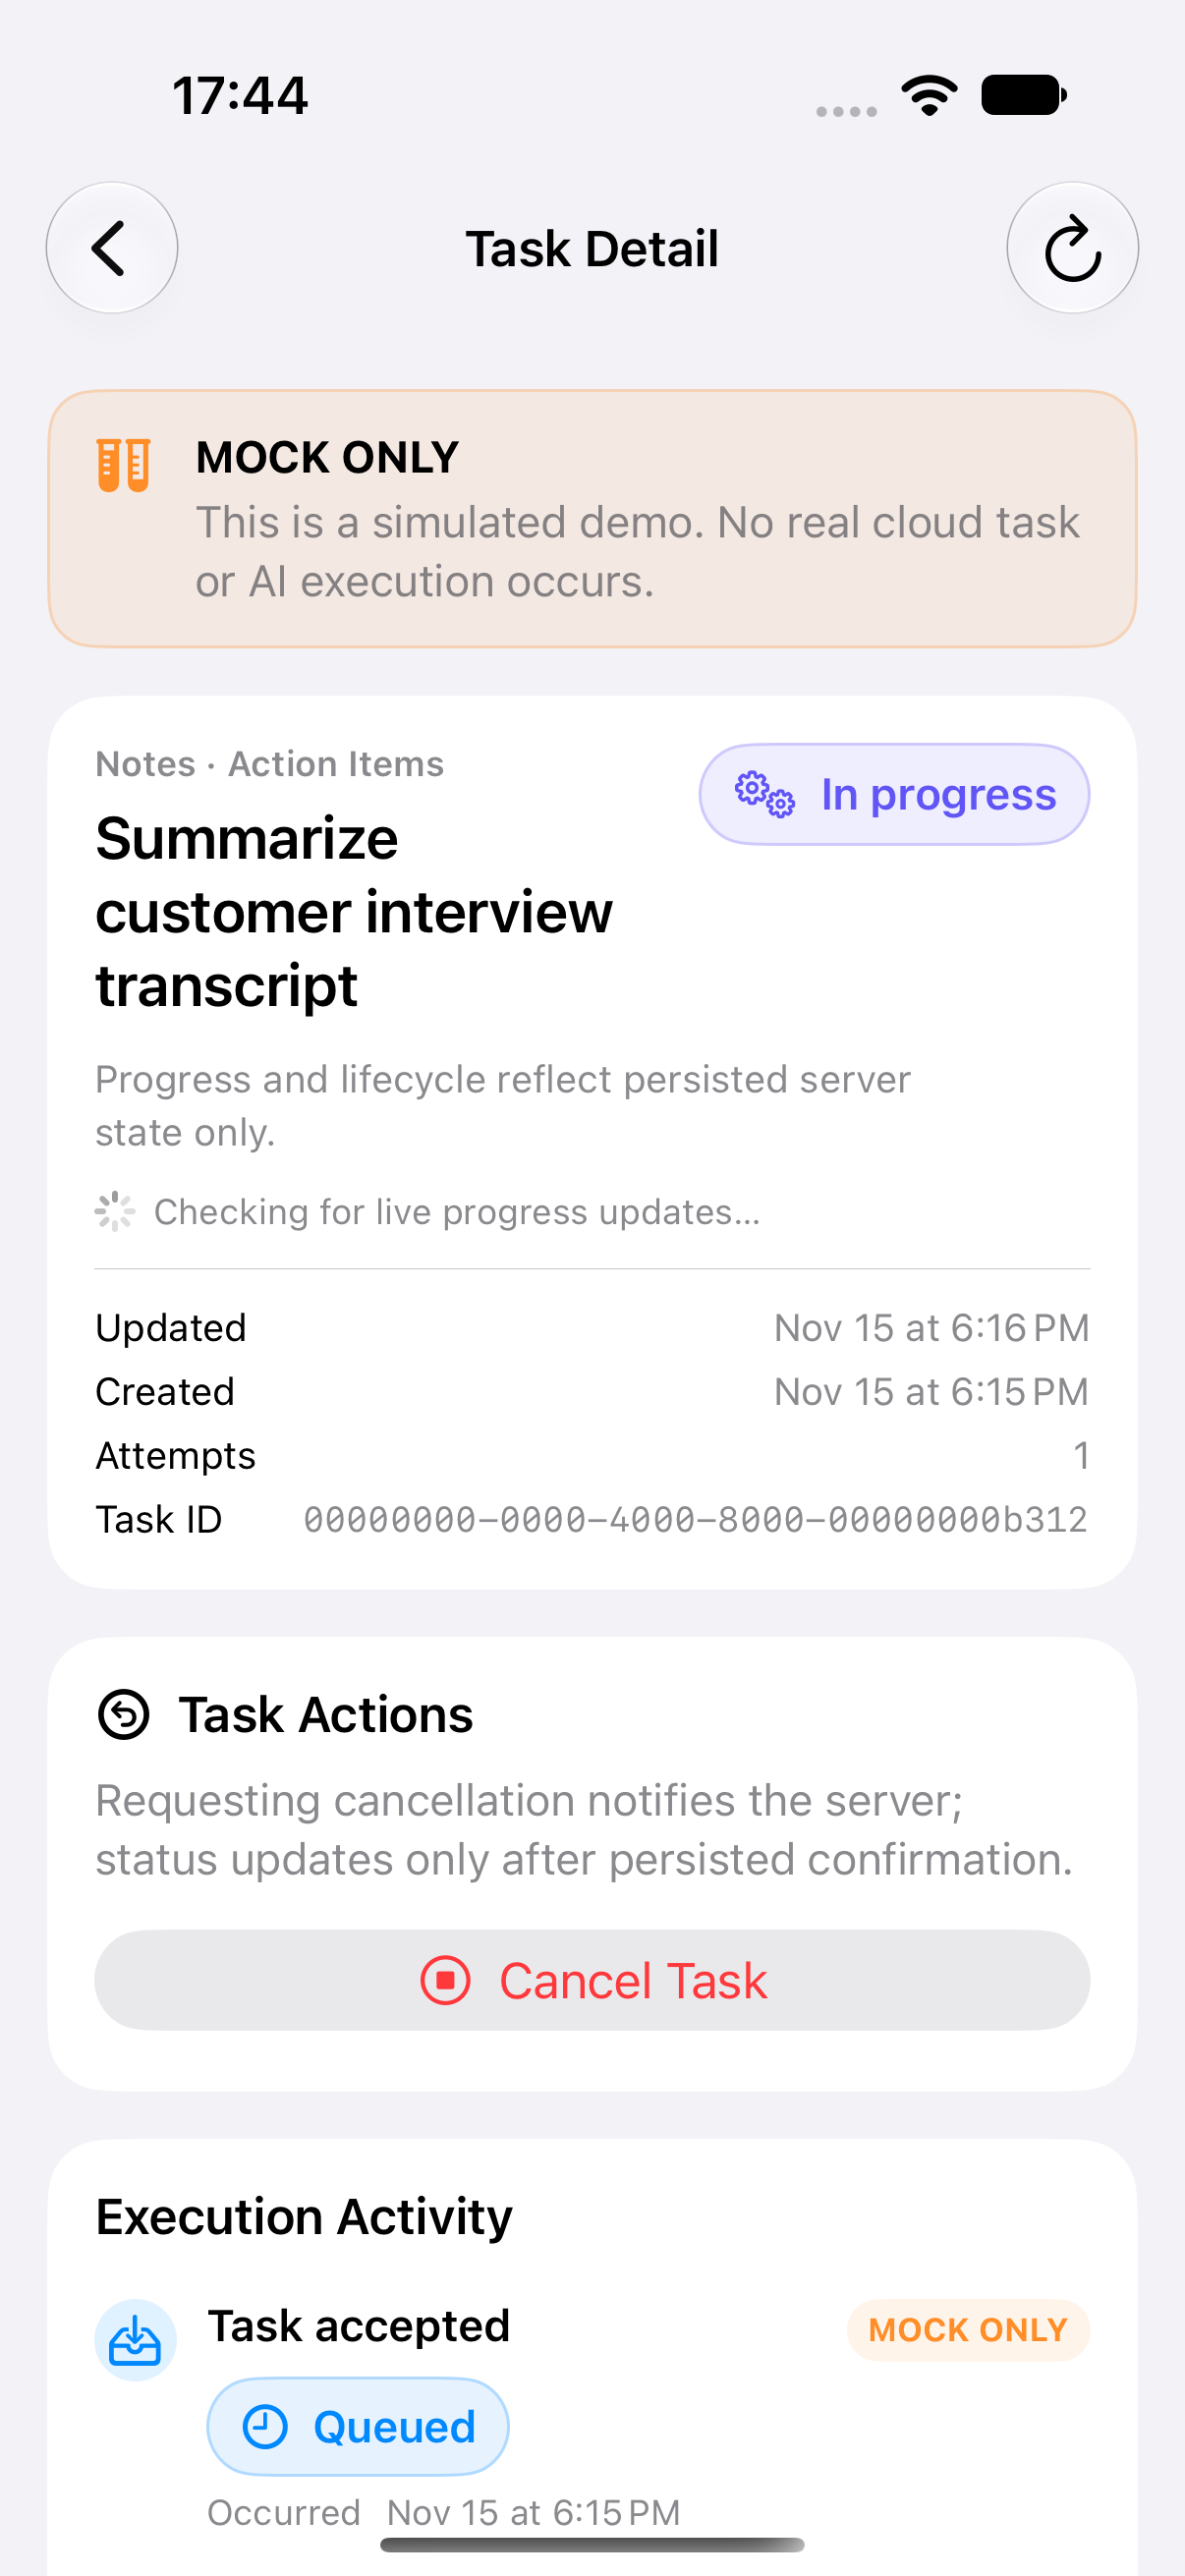 17:44
Task Detail
MOCK ONLY
This is a simulated demo. No real cloud task
or AI execution occurs.
Notes · Action Items
In progress
Summarize
customer interview
transcript
Progress and lifecycle reflect persisted server
state only.
Checking for live progress updates...
Updated Nov 15 at 6:16 PM
Created Nov 15 at 6:15 PM
Attempts 1
Task ID 00000000-0000-4000-8000-00000000b312
Task Actions
Requesting cancellation notifies the server;
status updates only after persisted confirmation.
Cancel Task
Execution Activity
Task accepted MOCK ONLY
Queued
Occurred Nov 15 at 6:15 PM